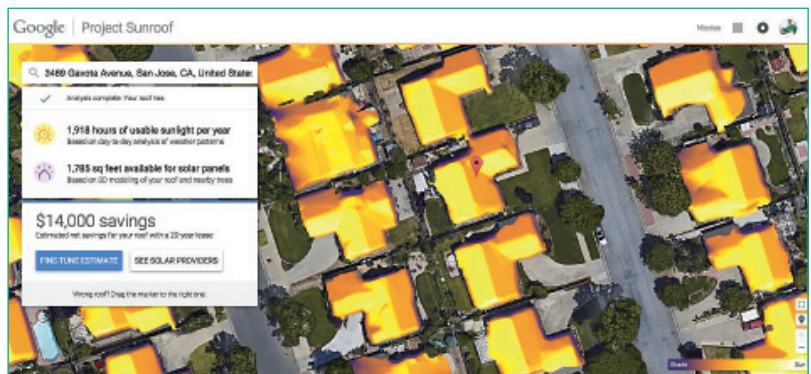 Google Project Sunroof
Nicolas
3469 Gavota Avenue, San Jose, CA, United States
Analysis complete. Your roof has:
1,918 hours of usable sunlight per year
Based on day-to-day analysis of weather patterns
1,785 sq feet available for solar panels
Based on 3D modeling of your roof and nearby trees
$14,000 savings
Estimated net savings for your roof with a 20-year lease
FINE-TUNE ESTIMATE
SEE SOLAR PROVIDERS
Wrong roof? Drag the marker to the right one.
Shade
Sun